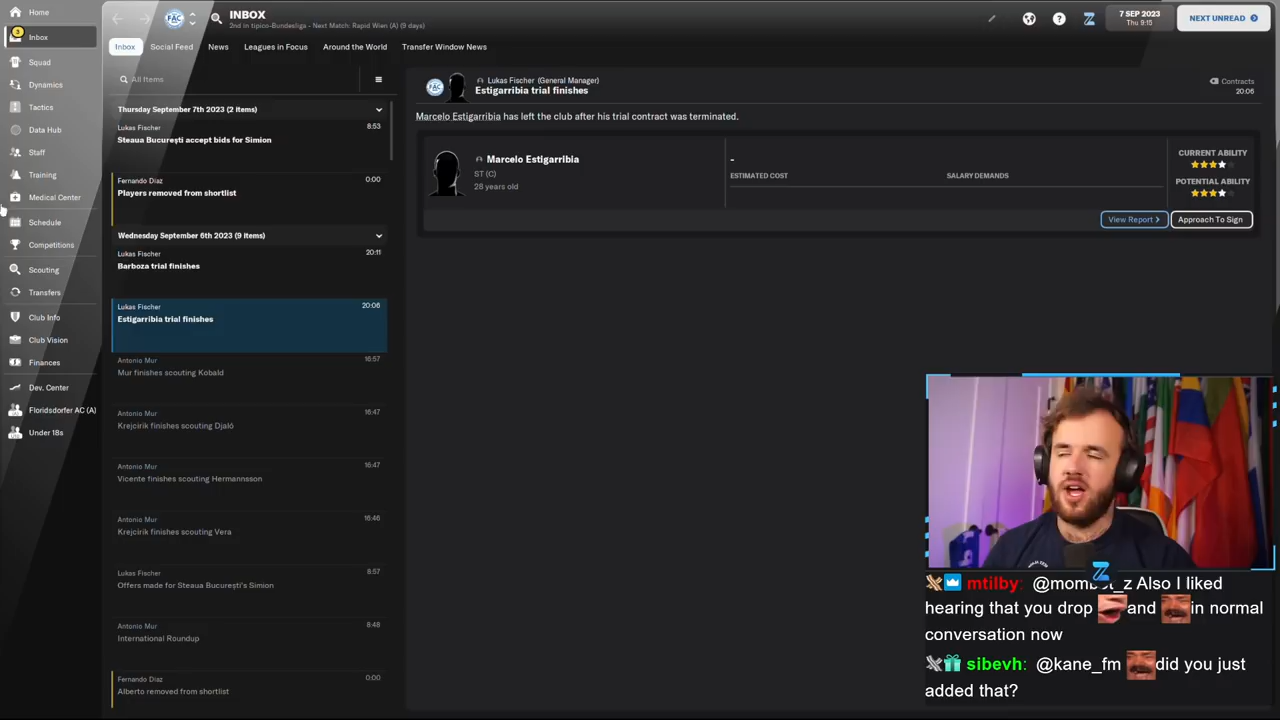 Home
3
Inbox
Squad
Dynamics
Tactics
Data Hub
Staff
Training
Medical Center
Schedule
Competitions
Scouting
Transfers
Club Info
Club Vision
Finances
Dev. Center
Floridsdorfer AC (A)
Under 18s
FAC
INBOX
2nd in tipico-Bundesliga - Next Match: Rapid Wien (A) (9 days)
7 SEP 2023
Thu 9:15
NEXT UNREAD
Inbox
Social Feed
News
Leagues in Focus
Around the World
Transfer Window News
All Items
Thursday September 7th 2023 (2 items)
Lukas Fischer
8:53
Steaua Bucureşti accept bids for Simion
Fernando Díaz
0:00
Players removed from shortlist
Wednesday September 6th 2023 (9 items)
Lukas Fischer
20:11
Barboza trial finishes
Lukas Fischer
20:06
Estigarribia trial finishes
Antonio Mur
16:57
Mur finishes scouting Kobald
Antonio Mur
16:47
Krejcirik finishes scouting Djaló
Antonio Mur
16:47
Vicente finishes scouting Hermannsson
Antonio Mur
16:46
Krejcirik finishes scouting Vera
Lukas Fischer
8:57
Offers made for Steaua Bucureşti's Simion
Antonio Mur
8:48
International Roundup
Fernando Díaz
0:00
Alberto removed from shortlist
FAC
Lukas Fischer (General Manager)
Estigarribia trial finishes
Contracts
20:06
Marcelo Estigarribia has left the club after his trial contract was terminated.
Marcelo Estigarribia
ST (C)
28 years old
-
ESTIMATED COST
SALARY DEMANDS
CURRENT ABILITY
POTENTIAL ABILITY
View Report >
Approach To Sign
mtilby: @mombot_z Also I liked
hearing that you drop and in normal
conversation now
sibevh: @kane_fm did you just
added that?